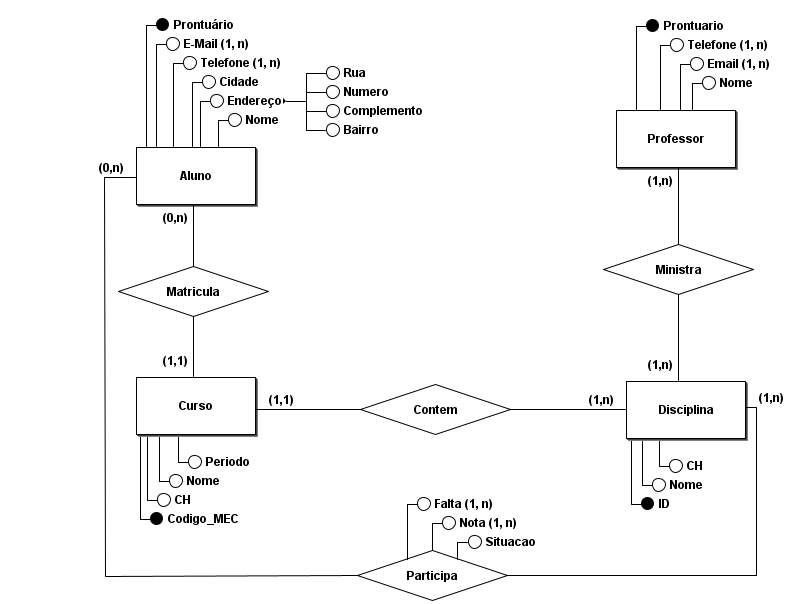 Prontuário
E-Mail (1, n)
Telefone (1, n)
Cidade
Endereço
Nome
Rua
Numero
Complemento
Bairro
(0,n)
Aluno
(0,n)
Matricula
(1,1)
Curso
(1,1)
Periodo
Nome
CH
Codigo_MEC
Contem
Prontuario
Telefone (1, n)
Email (1, n)
Nome
Professor
(1,n)
Ministra
(1,n)
(1,n)
Disciplina
(1,n)
CH
Nome
ID
Falta (1, n)
Nota (1, n)
Situacao
Participa